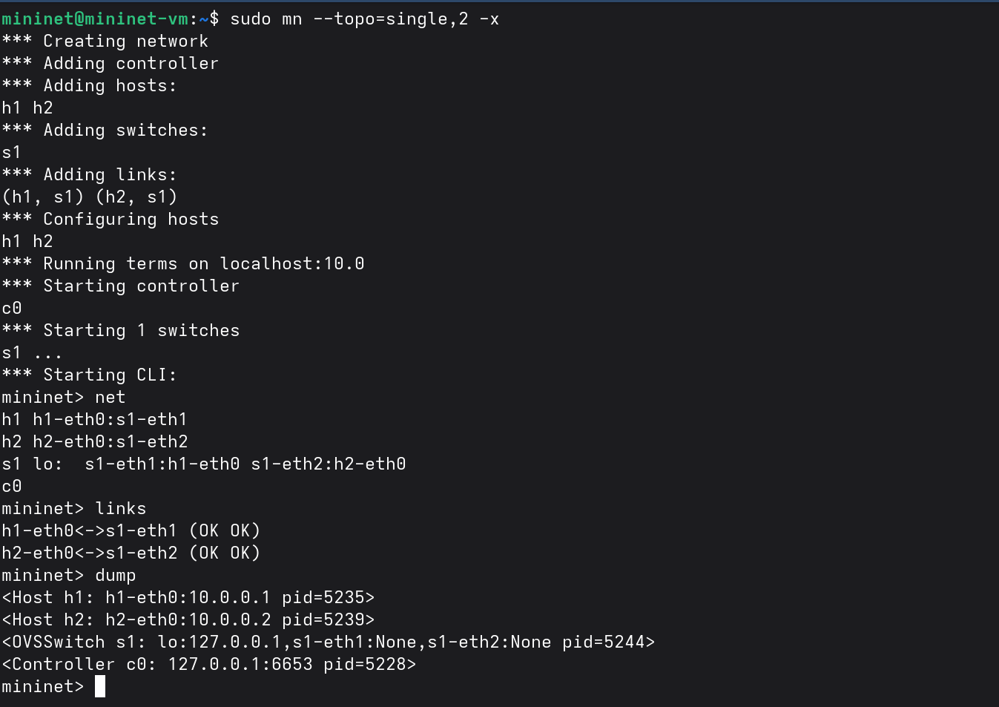 mininet@mininet-vm:~$ sudo mn --topo=single,2 -x
*** Creating network
*** Adding controller
*** Adding hosts:
h1 h2
*** Adding switches:
s1
*** Adding links:
(h1, s1) (h2, s1)
*** Configuring hosts
h1 h2
*** Running terms on localhost:10.0
*** Starting controller
c0
*** Starting 1 switches
s1 ...
*** Starting CLI:
mininet> net
h1 h1-eth0:s1-eth1
h2 h2-eth0:s1-eth2
s1 lo:  s1-eth1:h1-eth0 s1-eth2:h2-eth0
c0
mininet> links
h1-eth0<->s1-eth1 (OK OK)
h2-eth0<->s1-eth2 (OK OK)
mininet> dump
<Host h1: h1-eth0:10.0.0.1 pid=5235>
<Host h2: h2-eth0:10.0.0.2 pid=5239>
<OVSSwitch s1: lo:127.0.0.1,s1-eth1:None,s1-eth2:None pid=5244>
<Controller c0: 127.0.0.1:6653 pid=5228>
mininet>